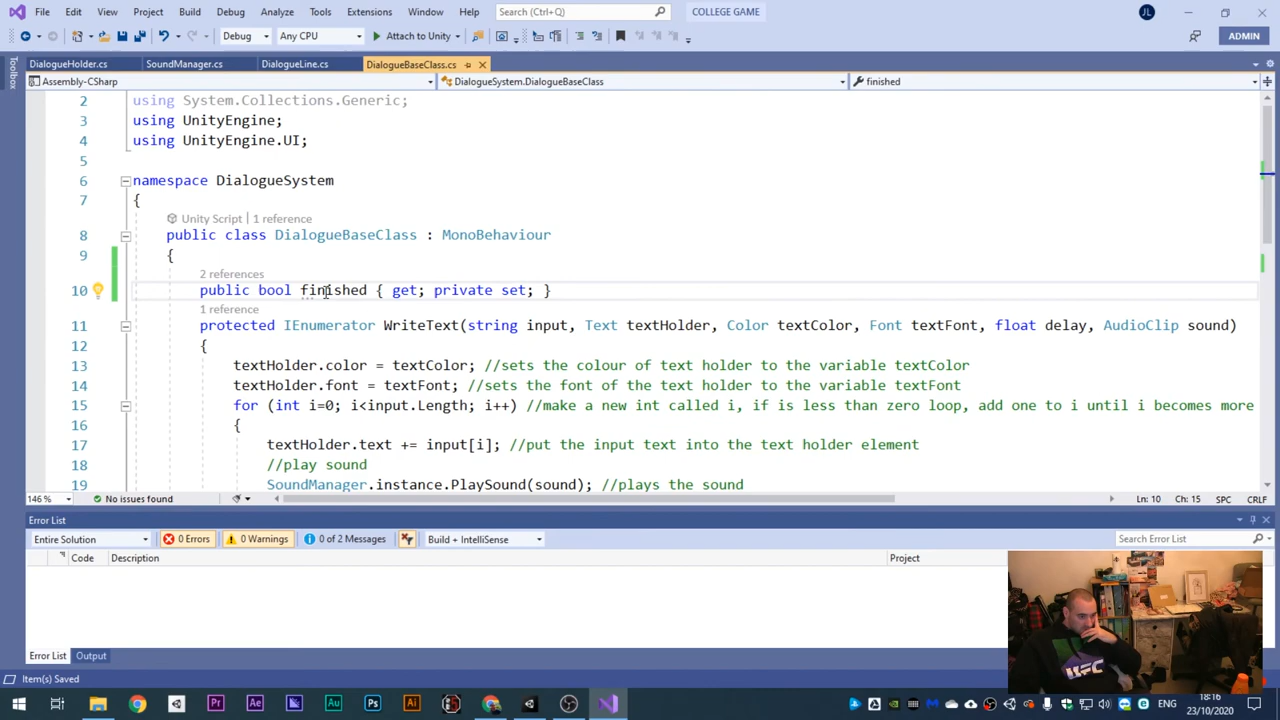 File Edit View Project Build Debug Analyze Tools Extensions Window Help Search (Ctrl+Q) COLLEGE GAME JL
Debug Any CPU Attach to Unity ADMIN
DialogueHolder.cs SoundManager.cs DialogueLine.cs DialogueBaseClass.cs
Toolbox
Assembly-CSharp DialogueSystem.DialogueBaseClass finished
2 using System.Collections.Generic;
3 using UnityEngine;
4 using UnityEngine.UI;
5
6 namespace DialogueSystem
7 {
Unity Script | 1 reference
8 public class DialogueBaseClass : MonoBehaviour
9 {
2 references
10 public bool finished { get; private set; }
1 reference
11 protected IEnumerator WriteText(string input, Text textHolder, Color textColor, Font textFont, float delay, AudioClip sound)
12 {
13 textHolder.color = textColor; //sets the colour of text holder to the variable textColor
14 textHolder.font = textFont; //sets the font of the text holder to the variable textFont
15 for (int i=0; i<input.Length; i++) //make a new int called i, if is less than zero loop, add one to i until i becomes more
16 {
17 textHolder.text += input[i]; //put the input text into the text holder element
18 //play sound
19 SoundManager.instance.PlaySound(sound); //plays the sound
146 % No issues found Ln: 10 Ch: 15 SPC CRLF
Error List
Entire Solution 0 Errors 0 Warnings 0 of 2 Messages Build + IntelliSense Search Error List
Code Description Project
UFC
Error List Output
Item(s) Saved
Pr Ae Au Ps Ai ENG 18:16
23/10/2020